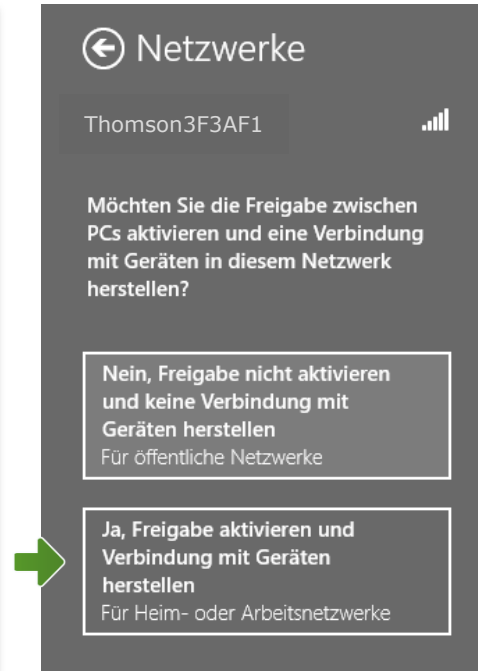 Netzwerke
Thomson3F3AF1
Möchten Sie die Freigabe zwischen
PCs aktivieren und eine Verbindung
mit Geräten in diesem Netzwerk
herstellen?
Nein, Freigabe nicht aktivieren
und keine Verbindung mit
Geräten herstellen
Für öffentliche Netzwerke
Ja, Freigabe aktivieren und
Verbindung mit Geräten
herstellen
Für Heim- oder Arbeitsnetzwerke